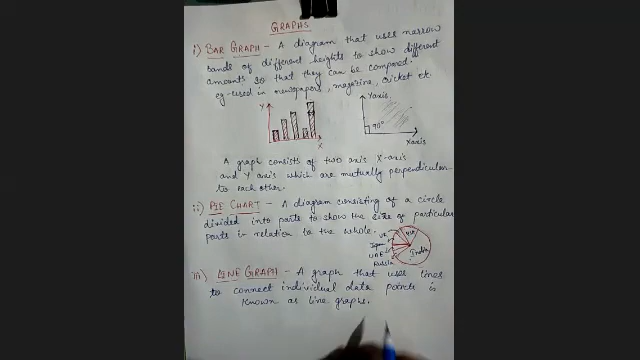 GRAPHS
i) BAR GRAPH - A diagram that uses narrow
bands of different heights to show different
amounts so that they can be compared.
eg - used in newspapers, magazine, cricket etc.
Y
X
Y axis
90°
X axis
A graph consists of two axis X-axis
and Y axis which are mutually perpendicular
to each other.
ii) PIE CHART - A diagram consisting of a circle
divided into parts to show the size of particular
parts in relation to the whole.
UK
USA
Japan
UAE
Russia
India
iii) LINE GRAPH - A graph that uses lines
to connect individual data points is
known as line graphs.